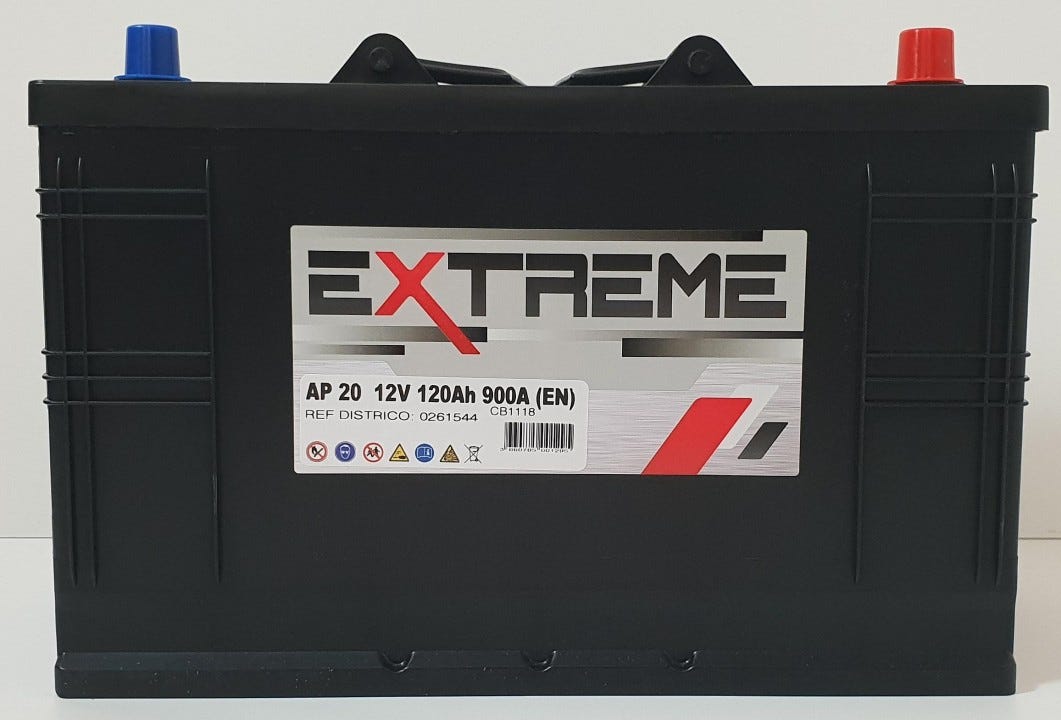 EXTREME
AP 20 12V 120Ah 900A (EN)
REF DISTRICO: 0261544 CB1118